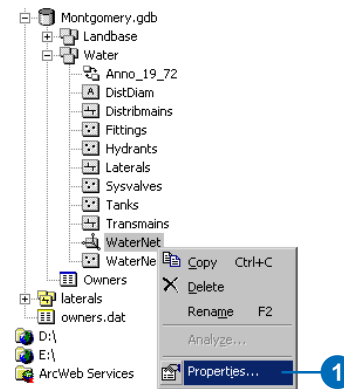 Montgomery.gdb
Landbase
Water
Anno_19_72
A DistDiam
Distribmains
Fittings
Hydrants
Laterals
Sysvalves
Tanks
Transmains
WaterNet
WaterNe
Copy Ctrl+C
Delete
Owners
Rename F2
laterals
owners.dat
Analyze...
D:\
E:\
ArcWeb Services
Properties...
1